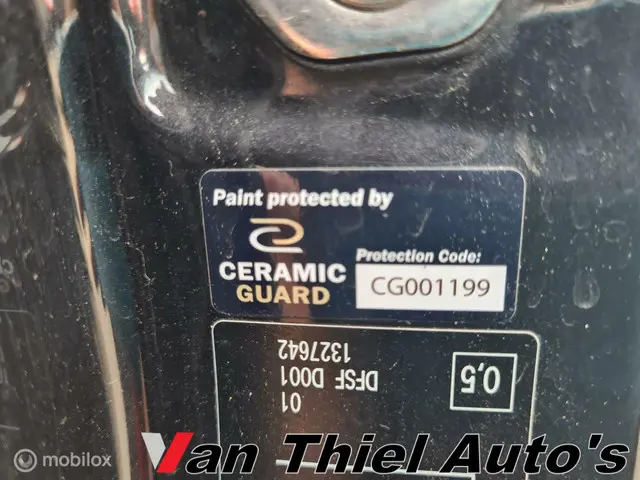 Paint protected by
CERAMIC
GUARD
Protection Code:
CG001199
0,5
01
DFSF D001
1327642
mobilox
Van Thiel Auto's